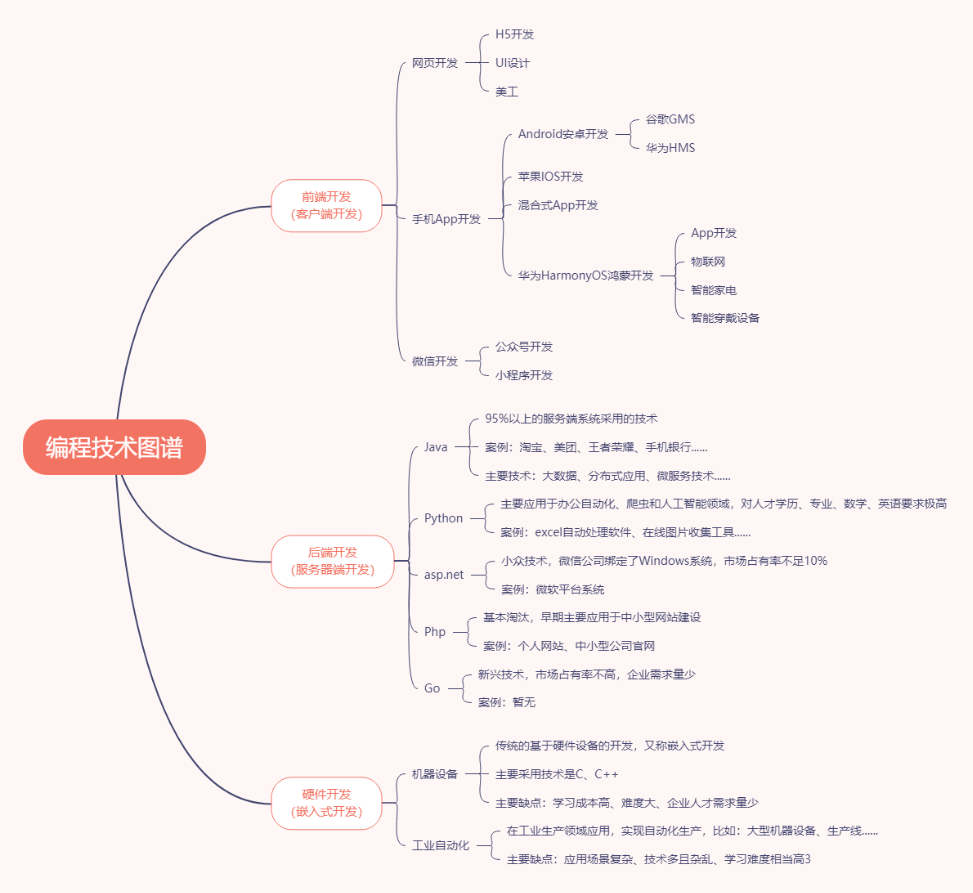 编程技术图谱
前端开发
(客户端开发)
网页开发
H5开发
UI设计
美工
手机App开发
Android安卓开发
谷歌GMS
华为HMS
苹果IOS开发
混合式App开发
华为HarmonyOS鸿蒙开发
App开发
物联网
智能家电
智能穿戴设备
微信开发
公众号开发
小程序开发
后端开发
(服务器端开发)
Java
95%以上的服务端系统采用的技术
案例：淘宝、美团、王者荣耀、手机银行......
主要技术：大数据、分布式应用、微服务技术......
Python
主要应用于办公自动化、爬虫和人工智能领域，对人才学历、专业、数学、英语要求极高
案例：excel自动处理软件、在线图片收集工具......
asp.net
小众技术，微信公司绑定了Windows系统，市场占有率不足10%
案例：微软平台系统
Php
基本淘汰，早期主要应用于中小型网站建设
案例：个人网站、中小型公司官网
Go
新兴技术，市场占有率不高，企业需求量少
案例：暂无
硬件开发
(嵌入式开发)
机器设备
传统的基于硬件设备的开发，又称嵌入式开发
主要采用技术是C、C++
主要缺点：学习成本高、难度大、企业人才需求量少
工业自动化
在工业生产领域应用，实现自动化生产，比如：大型机器设备、生产线......
主要缺点：应用场景复杂、技术多且杂乱、学习难度相当高3